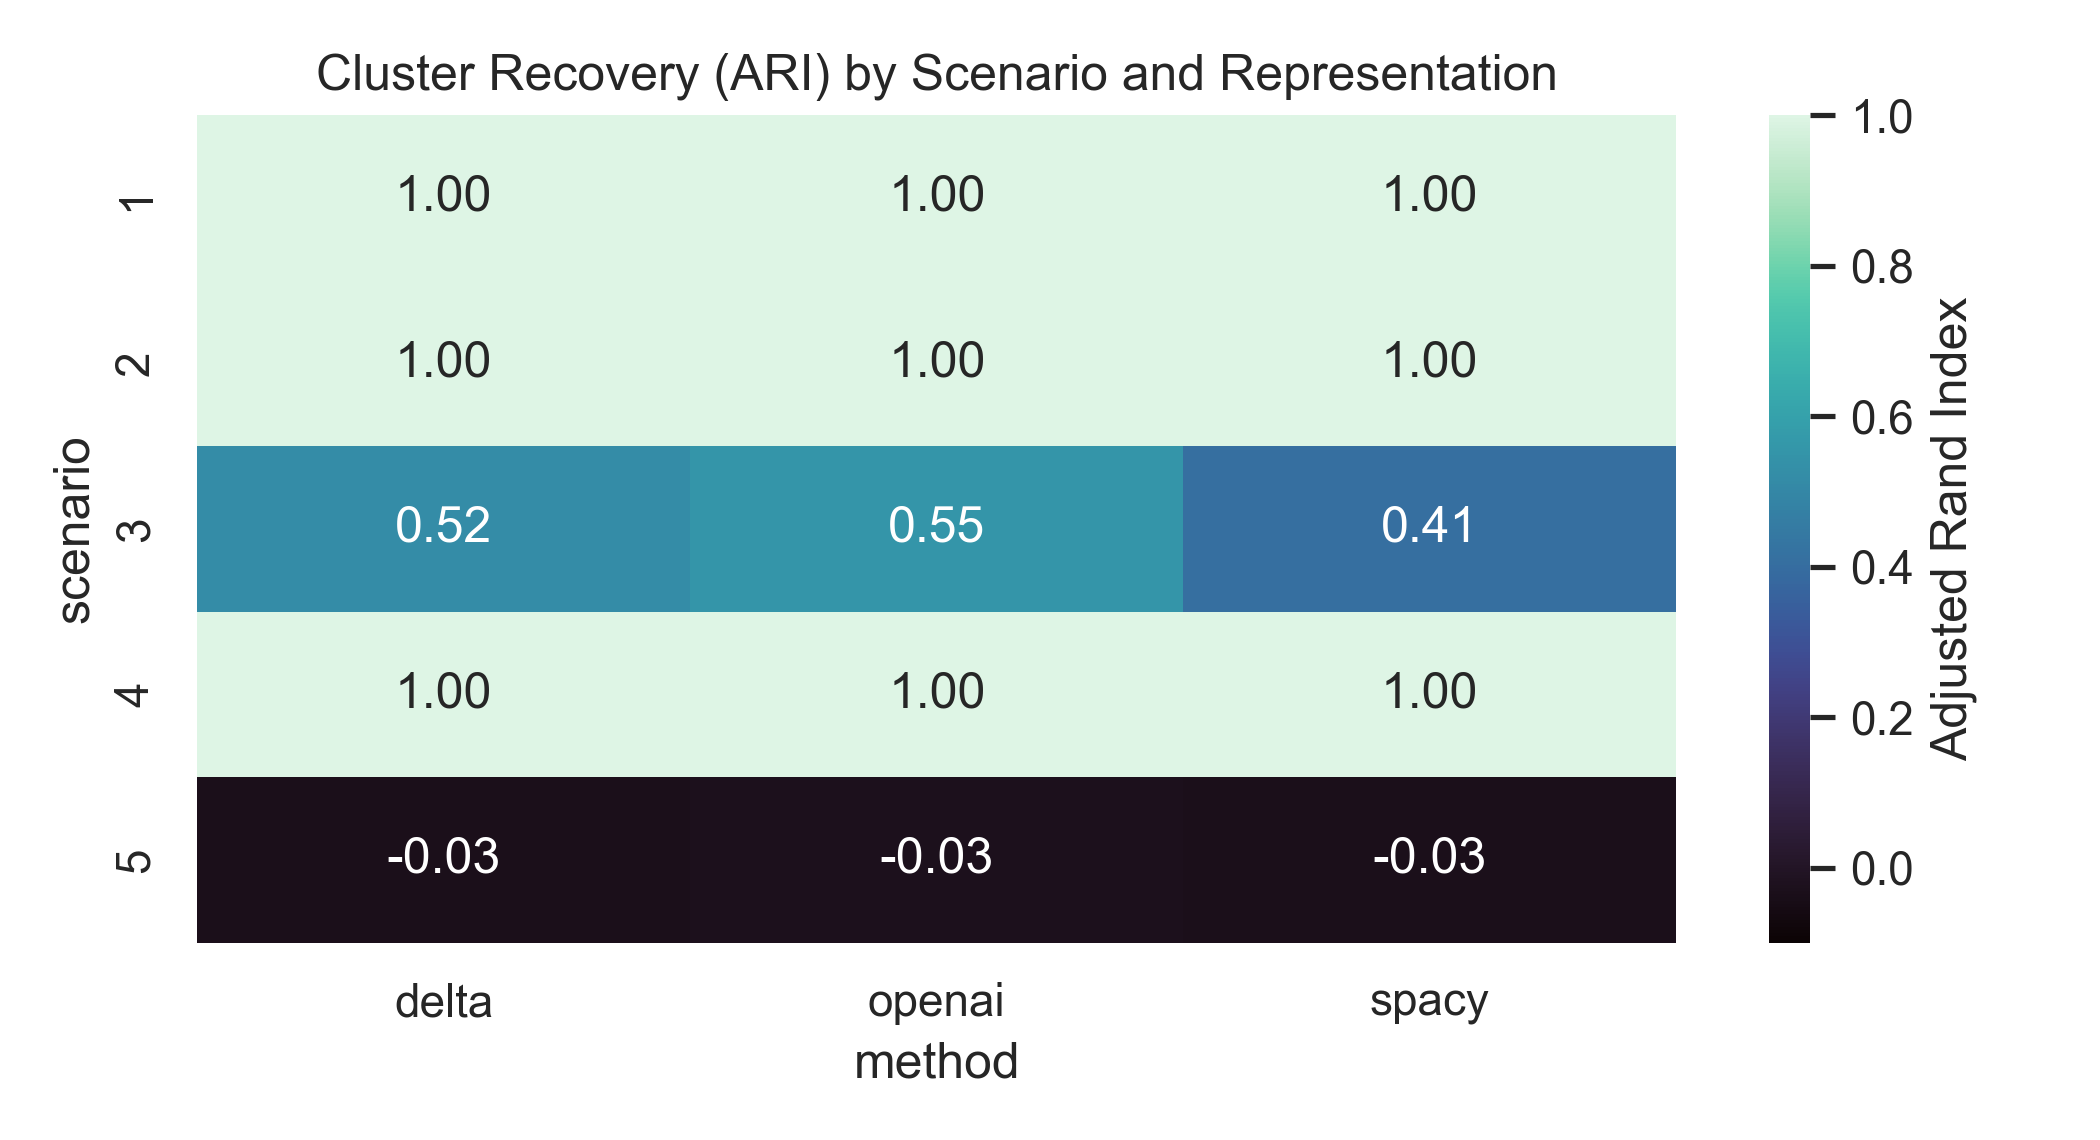 Cluster Recovery (ARI) by Scenario and Representation
1 1.00 1.00 1.00
2 1.00 1.00 1.00
3 0.52 0.55 0.41
4 1.00 1.00 1.00
5 -0.03 -0.03 -0.03
scenario
delta openai spacy
method
1.0
0.8
0.6
0.4
0.2
0.0
Adjusted Rand Index